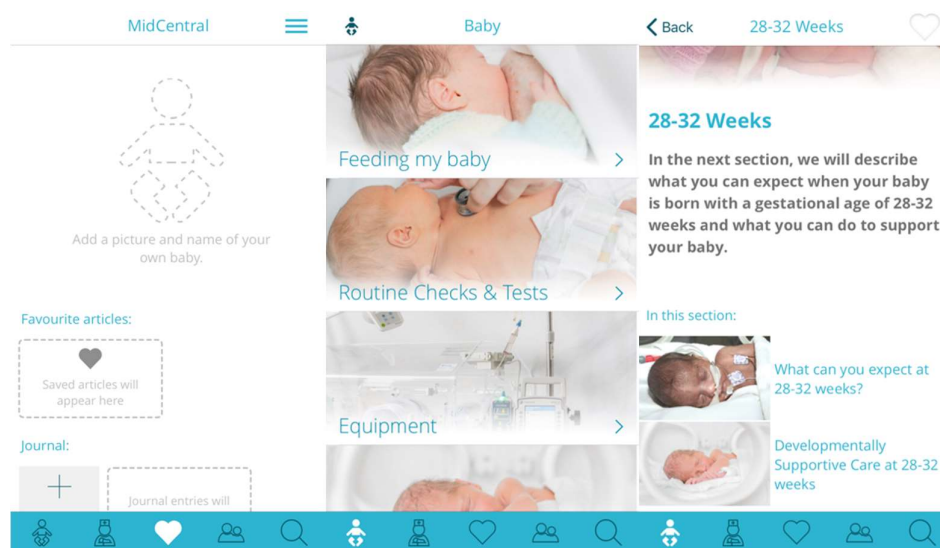 MidCentral
Add a picture and name of your
own baby.
Favourite articles:
Saved articles will
appear here
Journal:
Journal entries will
Baby
Feeding my baby
Routine Checks & Tests
Equipment
Back
28-32 Weeks
28-32 Weeks
In the next section, we will describe
what you can expect when your baby
is born with a gestational age of 28-32
weeks and what you can do to support
your baby.
In this section:
What can you expect at
28-32 weeks?
Developmentally
Supportive Care at 28-32
weeks